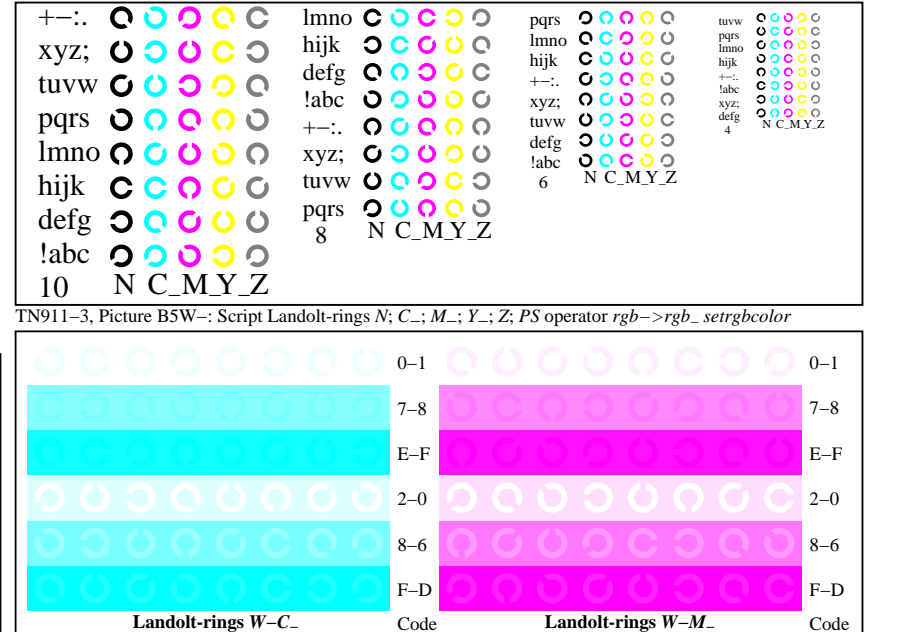 +−:.
xyz;
tuvw
pqrs
lmno
hijk
defg
!abc
10 N C_M_Y_Z
lmno
hijk
defg
!abc
+−:.
xyz;
tuvw
pqrs
8 N C_M_Y_Z
pqrs
lmno
hijk
+−:.
xyz;
tuvw
defg
!abc
6 N C_M_Y_Z
tuvw
pqrs
lmno
hijk
+−:.
!abc
xyz;
defg
4 N C_M_Y_Z
TN911−3, Picture B5W−: Script Landolt-rings N; C_; M_; Y_; Z; PS operator rgb−>rgb_ setrgbcolor
0−1
7−8
E−F
2−0
8−6
F−D
Landolt-rings W−C_ Code
0−1
7−8
E−F
2−0
8−6
F−D
Landolt-rings W−M_ Code